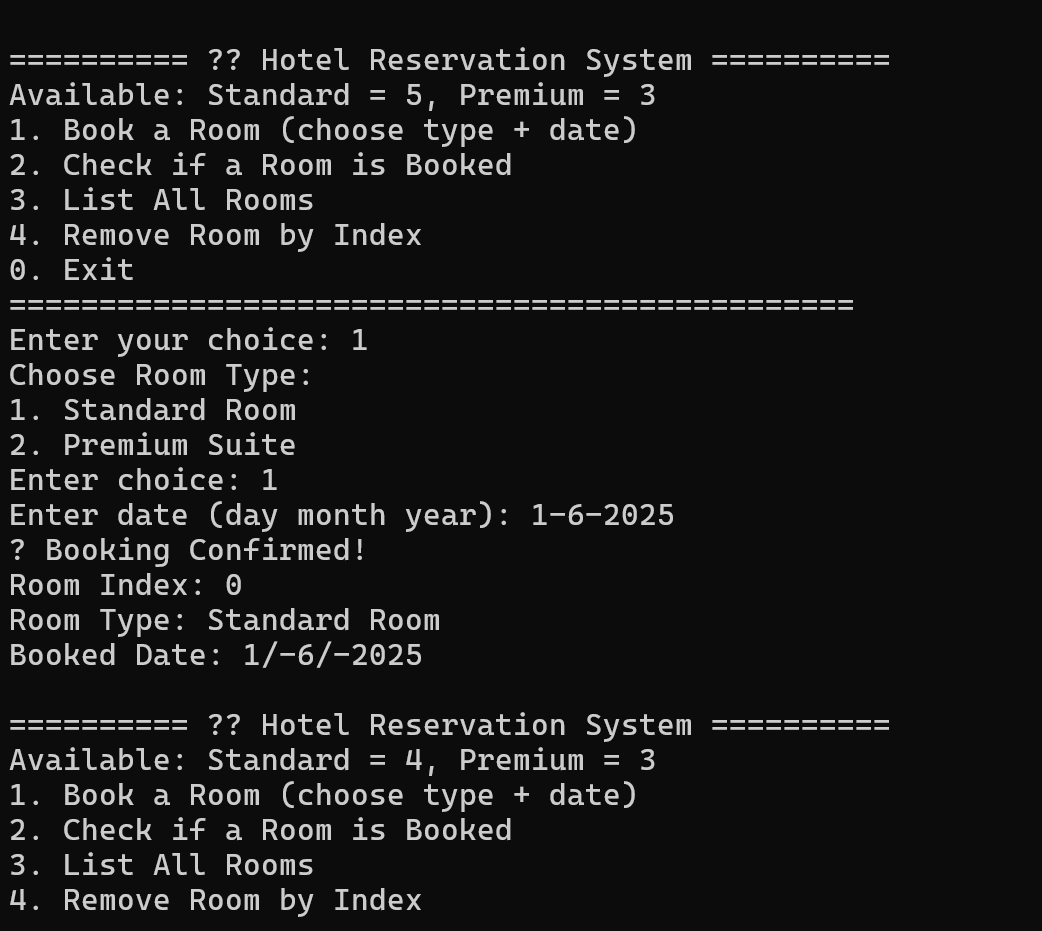 ========== ?? Hotel Reservation System ==========
Available: Standard = 5, Premium = 3
1. Book a Room (choose type + date)
2. Check if a Room is Booked
3. List All Rooms
4. Remove Room by Index
0. Exit
===============================================
Enter your choice: 1
Choose Room Type:
1. Standard Room
2. Premium Suite
Enter choice: 1
Enter date (day month year): 1-6-2025
? Booking Confirmed!
Room Index: 0
Room Type: Standard Room
Booked Date: 1/-6/-2025
========== ?? Hotel Reservation System ==========
Available: Standard = 4, Premium = 3
1. Book a Room (choose type + date)
2. Check if a Room is Booked
3. List All Rooms
4. Remove Room by Index